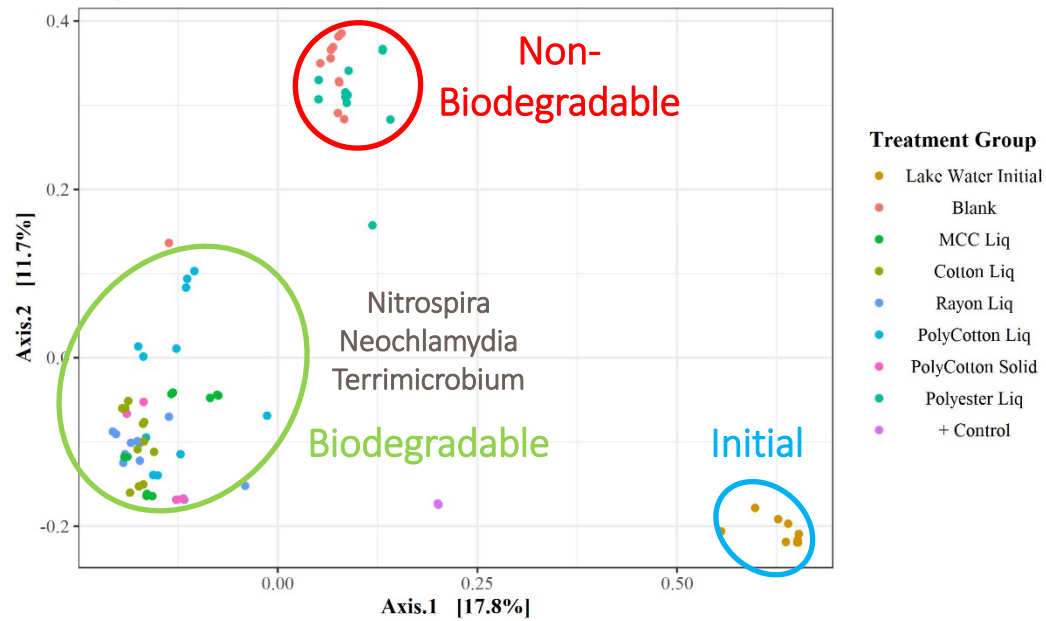 0.4
0.2
0.0
-0.2
0.00
0.25
0.50
Axis.2 [11.7%]
Axis.1 [17.8%]
Non-
Biodegradable
Nitrospira
Neochlamydia
Terrimicrobium
Biodegradable
Initial
Treatment Group
Lake Water Initial
Blank
MCC Liq
Cotton Liq
Rayon Liq
PolyCotton Liq
PolyCotton Solid
Polyester Liq
+ Control